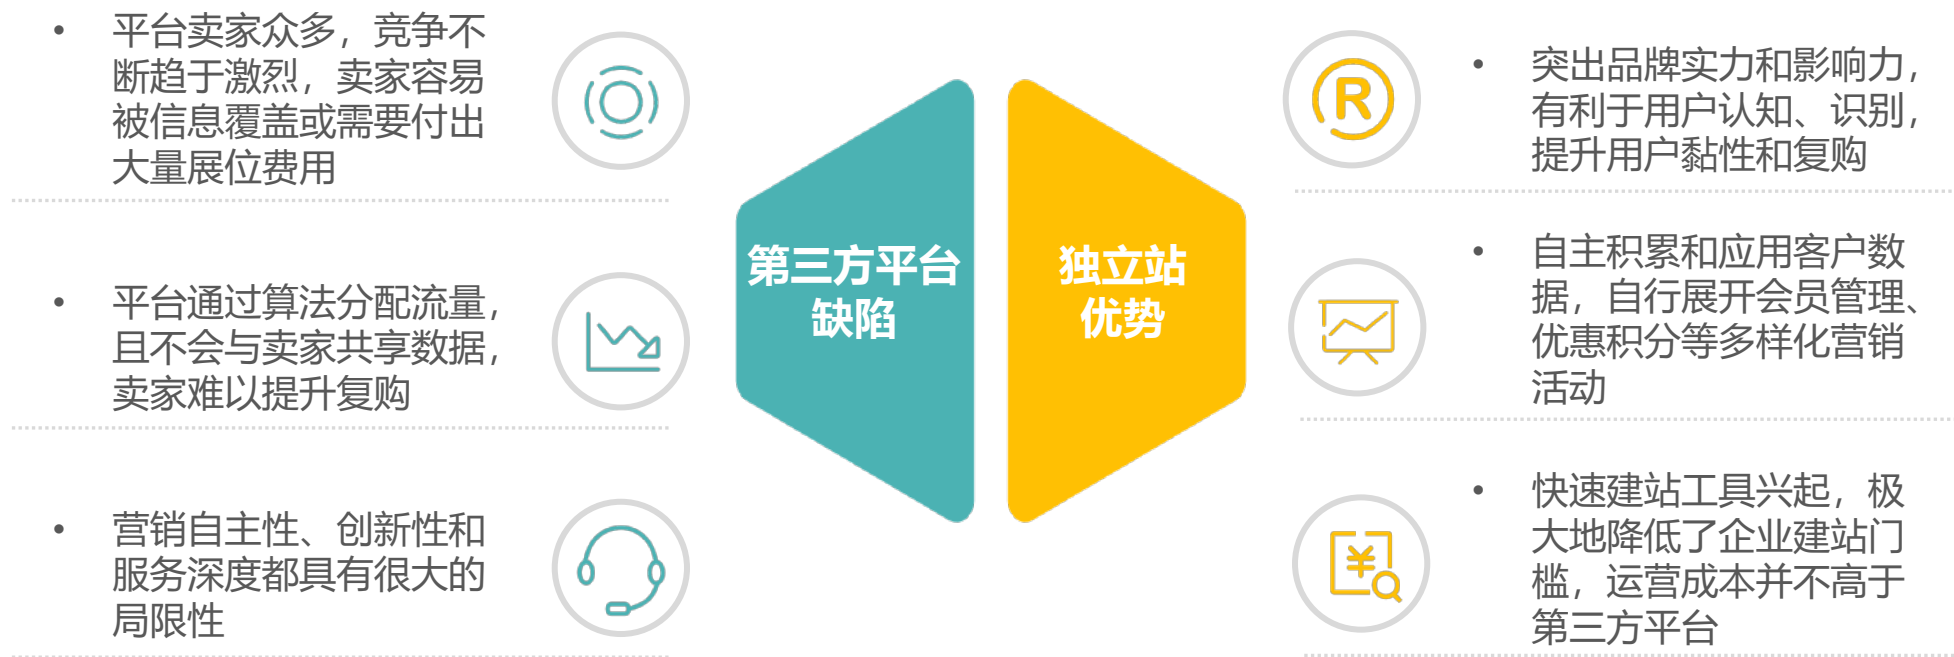 • 平台卖家众多，竞争不
断趋于激烈，卖家容易
被信息覆盖或需要付出
大量展位费用
• 平台通过算法分配流量，
且不会与卖家共享数据，
卖家难以提升复购
• 营销自主性、创新性和
服务深度都具有很大的
局限性
第三方平台
缺陷
独立站
优势
R
• 突出品牌实力和影响力，
有利于用户认知、识别，
提升用户黏性和复购
• 自主积累和应用客户数
据，自行展开会员管理、
优惠积分等多样化营销
活动
¥
• 快速建站工具兴起，极
大地降低了企业建站门
槛，运营成本并不高于
第三方平台